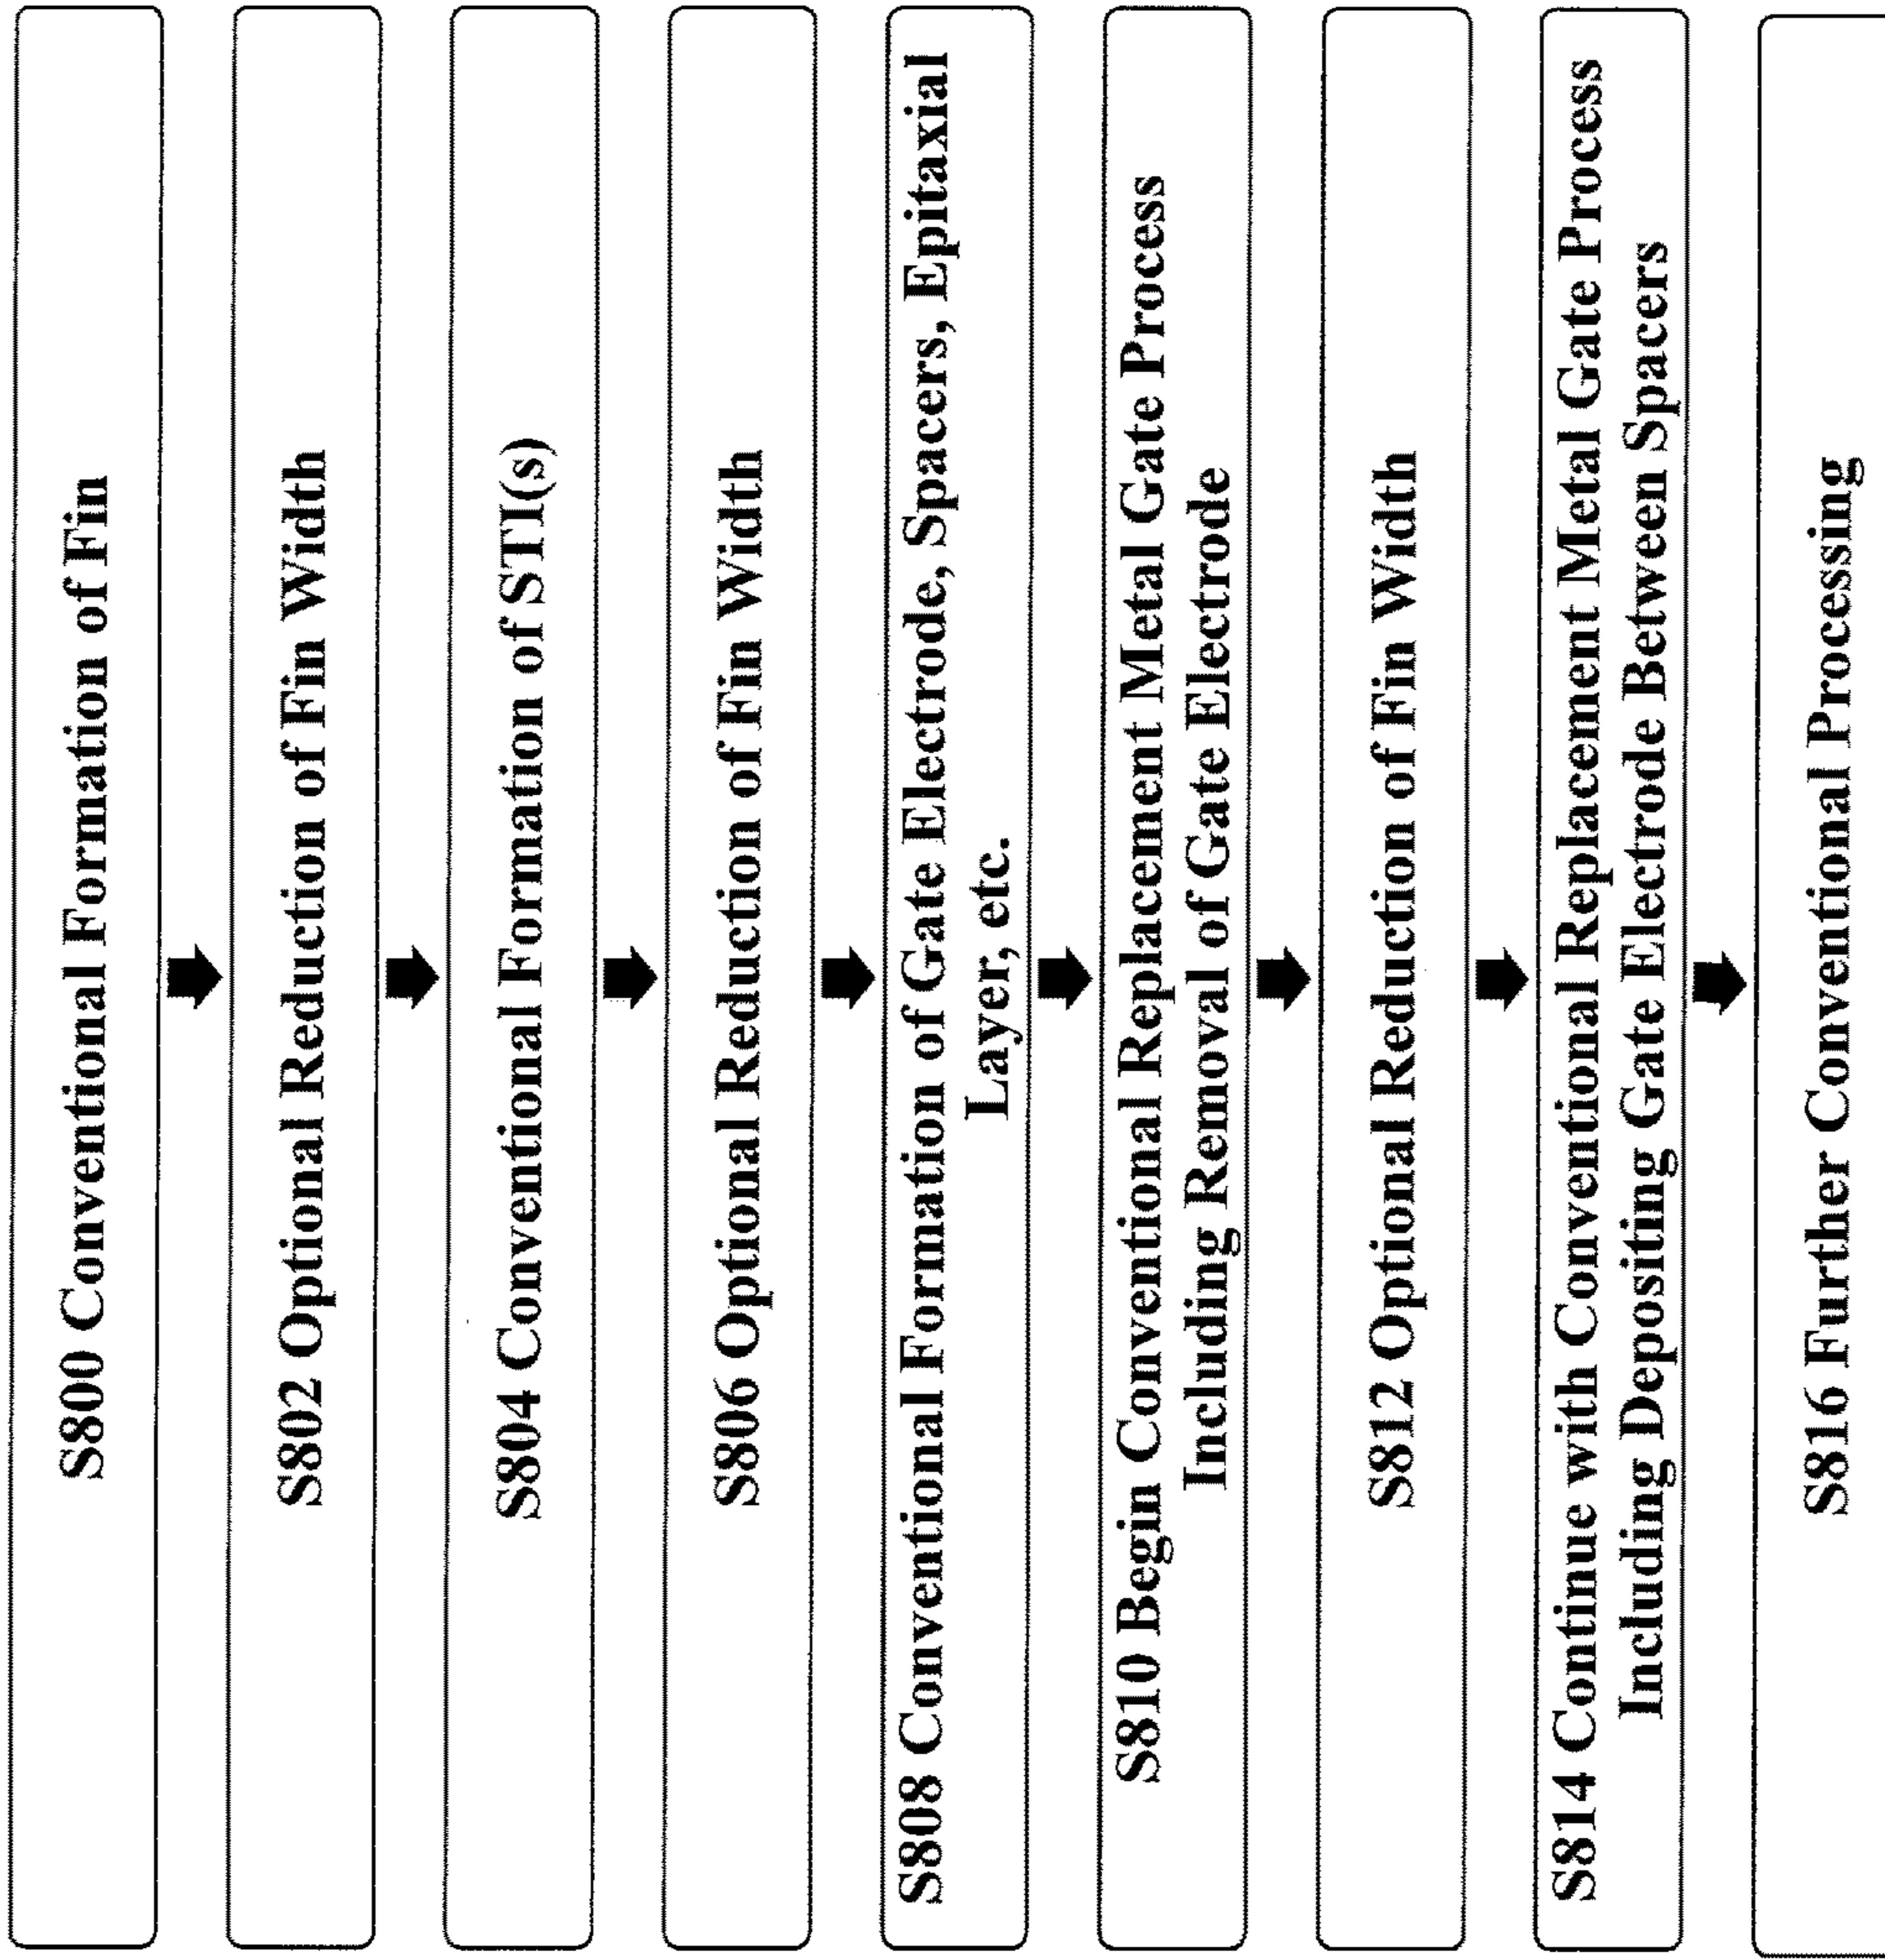 S800 Conventional Formation of Fin
S802 Optional Reduction of Fin Width
S804 Conventional Formation of STI(s)
S806 Optional Reduction of Fin Width
S808 Conventional Formation of Gate Electrode, Spacers, Epitaxial
Layer, etc.
S810 Begin Conventional Replacement Metal Gate Process
Including Removal of Gate Electrode
S812 Optional Reduction of Fin Width
S814 Continue with Conventional Replacement Metal Gate Process
Including Depositing Gate Electrode Between Spacers
S816 Further Conventional Processing